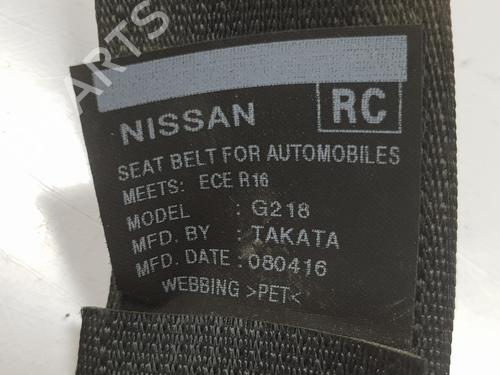 ARTS
RC
NISSAN
SEAT BELT FOR AUTOMOBILES
MEETS: ECE R16
MODEL : G218
MFD. BY : TAKATA
MFD. DATE : 080416
WEBBING >PET<